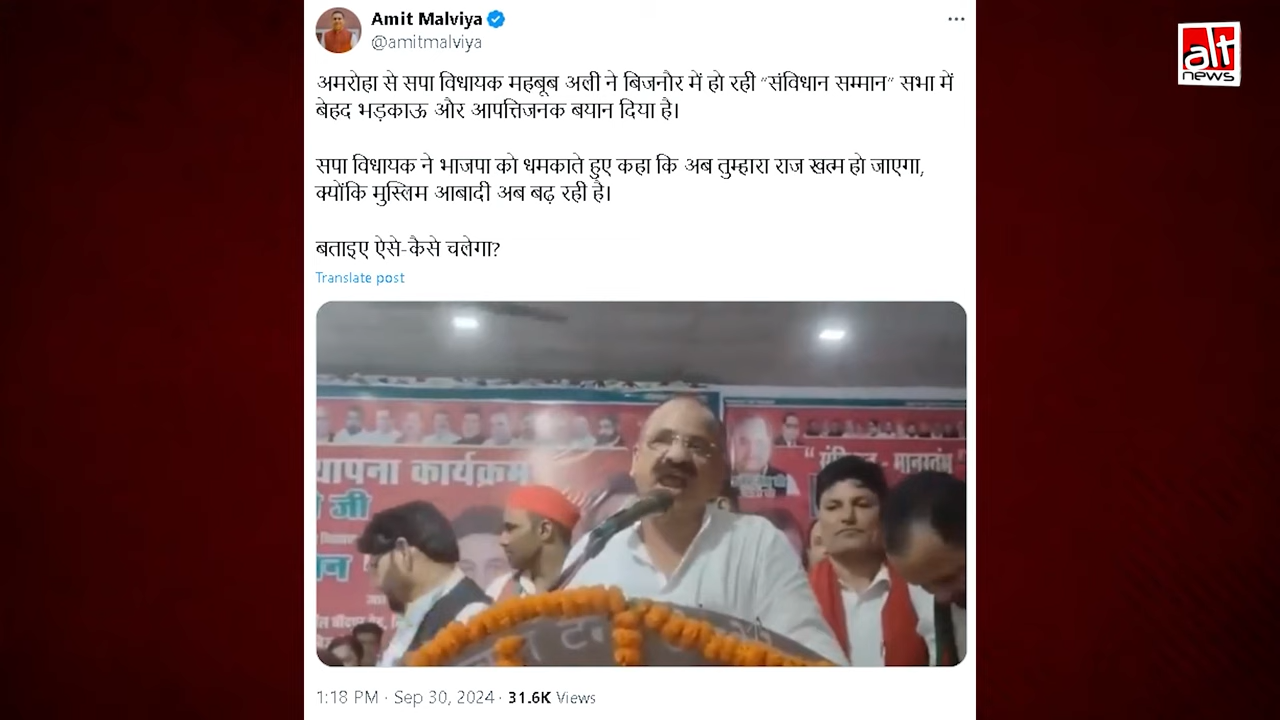 Amit Malviya
@amitmalviya
अमरोहा से सपा विधायक महबूब अली ने बिजनौर में हो रही “संविधान सम्मान” सभा में
बेहद भड़काऊ और आपत्तिजनक बयान दिया है।
सपा विधायक ने भाजपा को धमकाते हुए कहा कि अब तुम्हारा राज खत्म हो जाएगा,
क्योंकि मुस्लिम आबादी अब बढ़ रही है।
बताइए ऐसे-कैसे चलेगा?
Translate post
कार्यक्रम
जी
1:18 PM · Sep 30, 2024 · 31.6K Views
alt
news